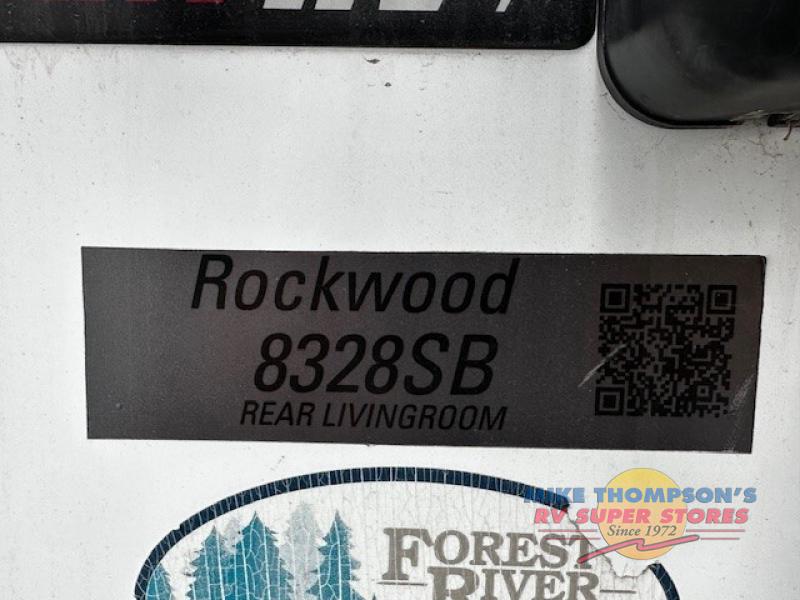 Rockwood
8328SB
REAR LIVINGROOM
MIKE THOMPSON'S
RV SUPER STORES
Since 1972
FOREST
RIVER